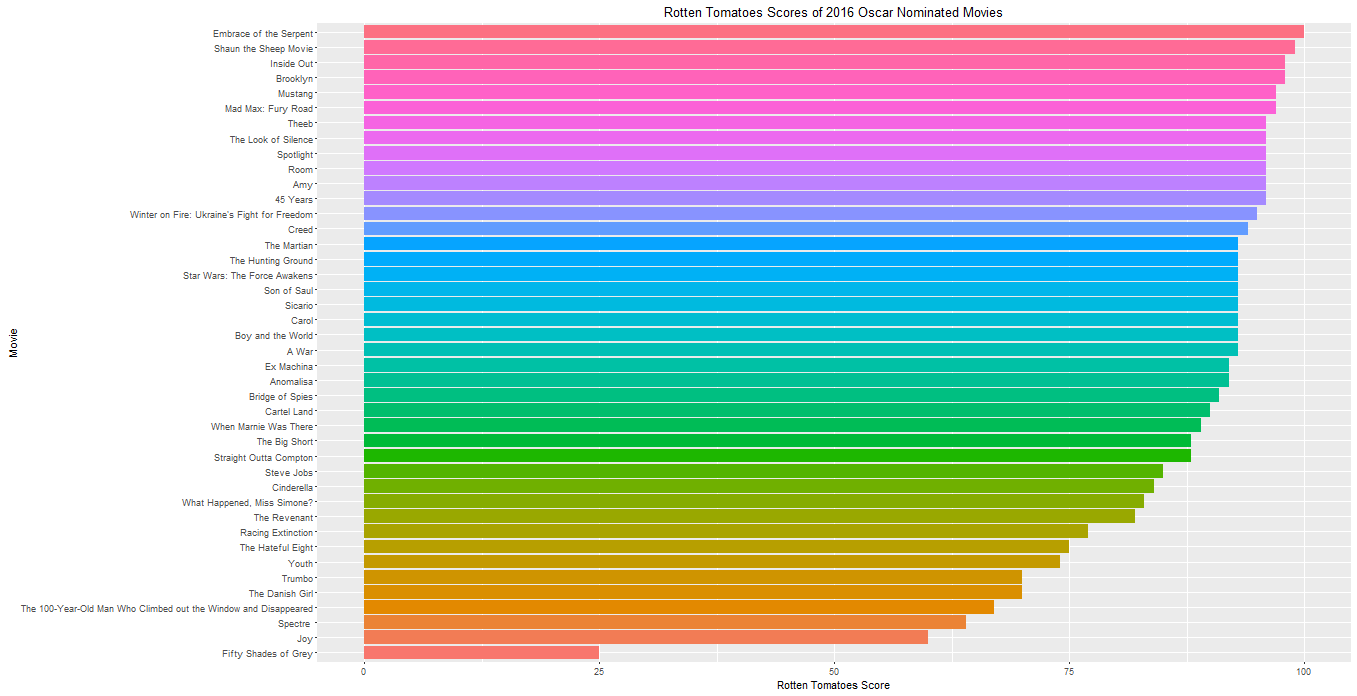 Rotten Tomatoes Scores of 2016 Oscar Nominated Movies
Embrace of the Serpent
Shaun the Sheep Movie
Inside Out
Brooklyn
Mustang
Mad Max: Fury Road
Theeb
The Look of Silence
Spotlight
Room
Amy
45 Years
Winter on Fire: Ukraine's Fight for Freedom
Creed
The Martian
The Hunting Ground
Star Wars: The Force Awakens
Son of Saul
Sicario
Carol
Boy and the World
A War
Ex Machina
Anomalisa
Bridge of Spies
Cartel Land
When Marnie Was There
The Big Short
Straight Outta Compton
Steve Jobs
Cinderella
What Happened, Miss Simone?
The Revenant
Racing Extinction
The Hateful Eight
Youth
Trumbo
The Danish Girl
The 100-Year-Old Man Who Climbed out the Window and Disappeared
Spectre
Joy
Fifty Shades of Grey
Movie
0 25 50 75 100
Rotten Tomatoes Score